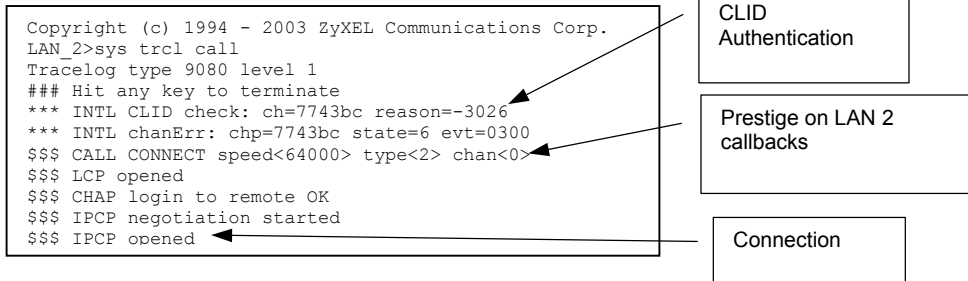 Copyright (c) 1994 - 2003 ZyXEL Communications Corp.
LAN_2>sys trcl call
Tracelog type 9080 level 1
### Hit any key to terminate
*** INTL CLID check: ch=7743bc reason=-3026
*** INTL chanErr: chp=7743bc state=6 evt=0300
$$$ CALL CONNECT speed<64000> type<2> chan<0>
$$$ LCP opened
$$$ CHAP login to remote OK
$$$ IPCP negotiation started
$$$ IPCP opened
CLID
Authentication
Prestige on LAN 2
callbacks
Connection